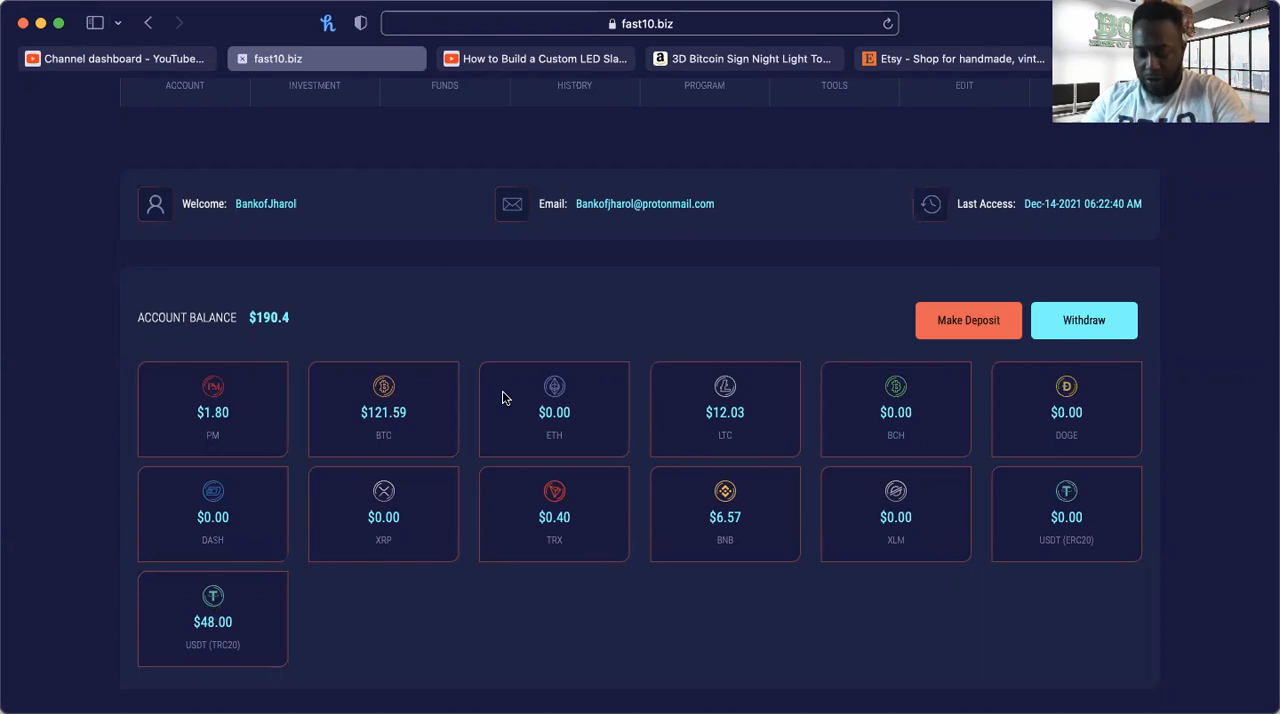 fast10.biz
Channel dashboard - YouTube...
fast10.biz
How to Build a Custom LED Sla...
3D Bitcoin Sign Night Light To...
Etsy - Shop for handmade, vint...
ACCOUNT
INVESTMENT
FUNDS
HISTORY
PROGRAM
TOOLS
EDIT
Welcome: BankofJharol
Email: Bankofjharol@protonmail.com
Last Access: Dec-14-2021 06:22:40 AM
ACCOUNT BALANCE $190.4
Make Deposit
Withdraw
$1.80
PM
$121.59
BTC
$0.00
ETH
$12.03
LTC
$0.00
BCH
$0.00
DOGE
$0.00
DASH
$0.00
XRP
$0.40
TRX
$6.57
BNB
$0.00
XLM
$0.00
USDT (ERC20)
$48.00
USDT (TRC20)